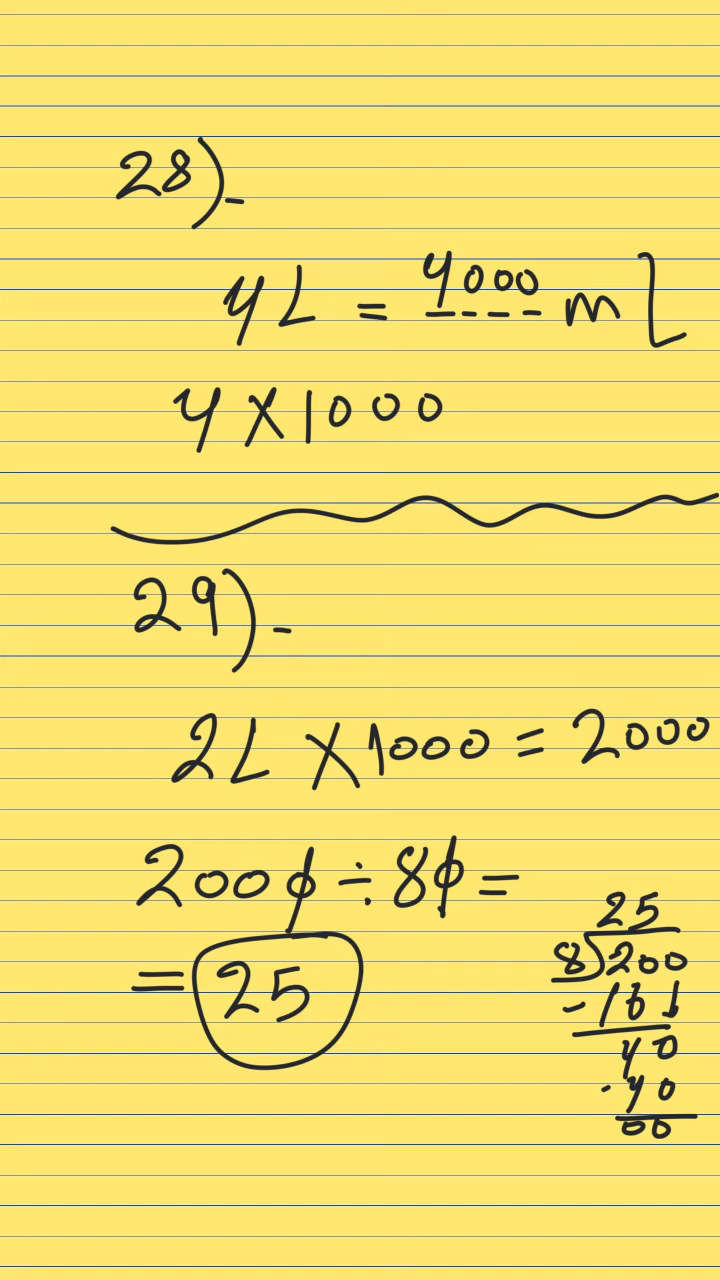 28)-
4L = 4000 ml
4 X 1000
29)-
2L X 1000 = 2000
2000 ÷ 80 =
= 25
25
8)200
- 16↓
40
- 40
00